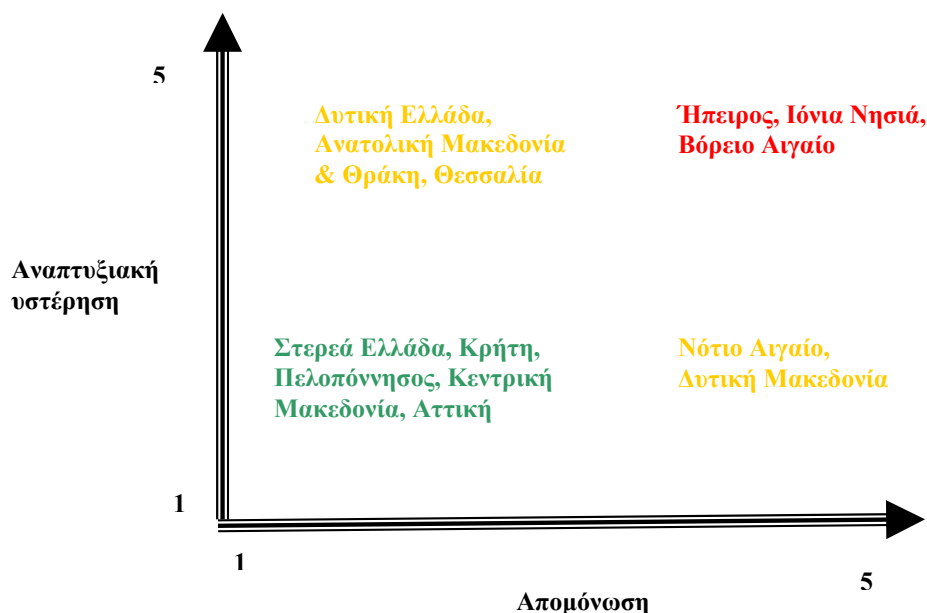 5
Δυτική Ελλάδα,
Ανατολική Μακεδονία
& Θράκη, Θεσσαλία
Ήπειρος, Ιόνια Νησιά,
Βόρειο Αιγαίο
Αναπτυξιακή
υστέρηση
Στερεά Ελλάδα, Κρήτη,
Πελοπόννησος, Κεντρική
Μακεδονία, Αττική
Νότιο Αιγαίο,
Δυτική Μακεδονία
1
1
5
Απομόνωση